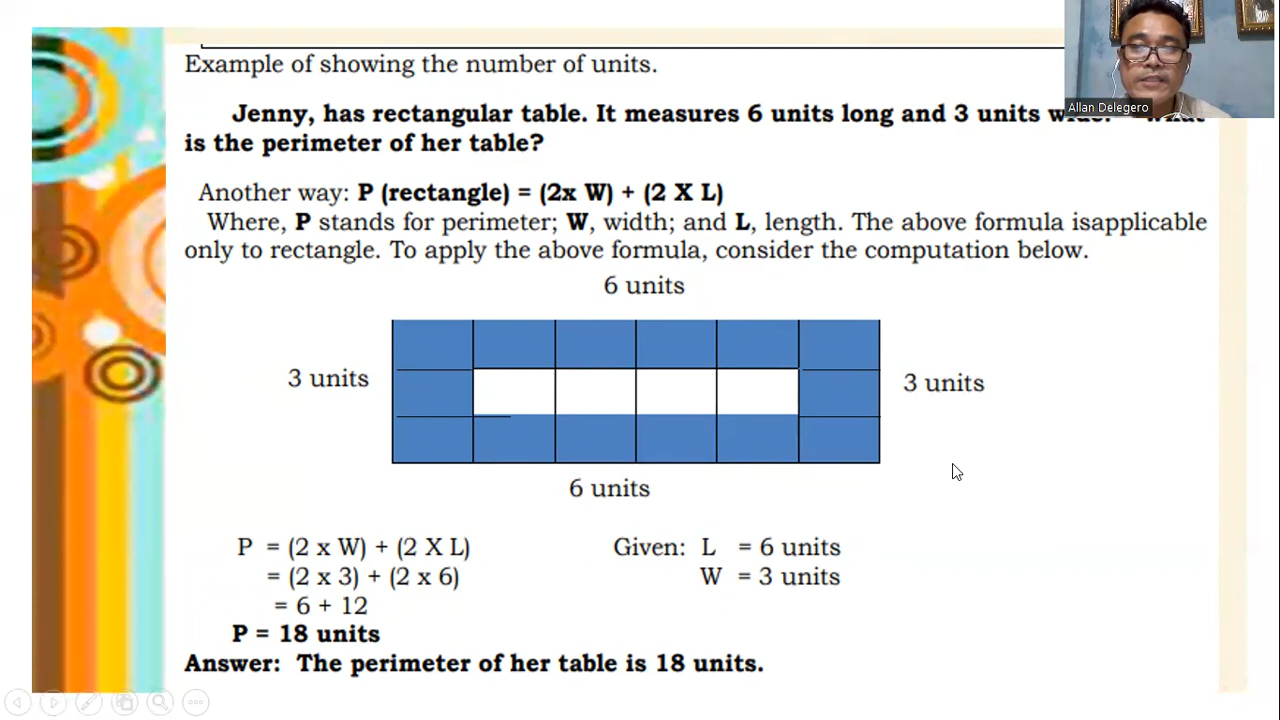 Example of showing the number of units.
Allan Delegero
Jenny, has rectangular table. It measures 6 units long and 3 units
is the perimeter of her table?
Another way: P (rectangle) = (2x W) + (2 X L)
Where, P stands for perimeter; W, width; and L, length. The above formula isapplicable
only to rectangle. To apply the above formula, consider the computation below.
6 units
3 units
3 units
6 units
P = (2 x W) + (2 X L)
Given: L = 6 units
= (2 x 3) + (2 x 6)
W = 3 units
= 6 + 12
P = 18 units
Answer: The perimeter of her table is 18 units.